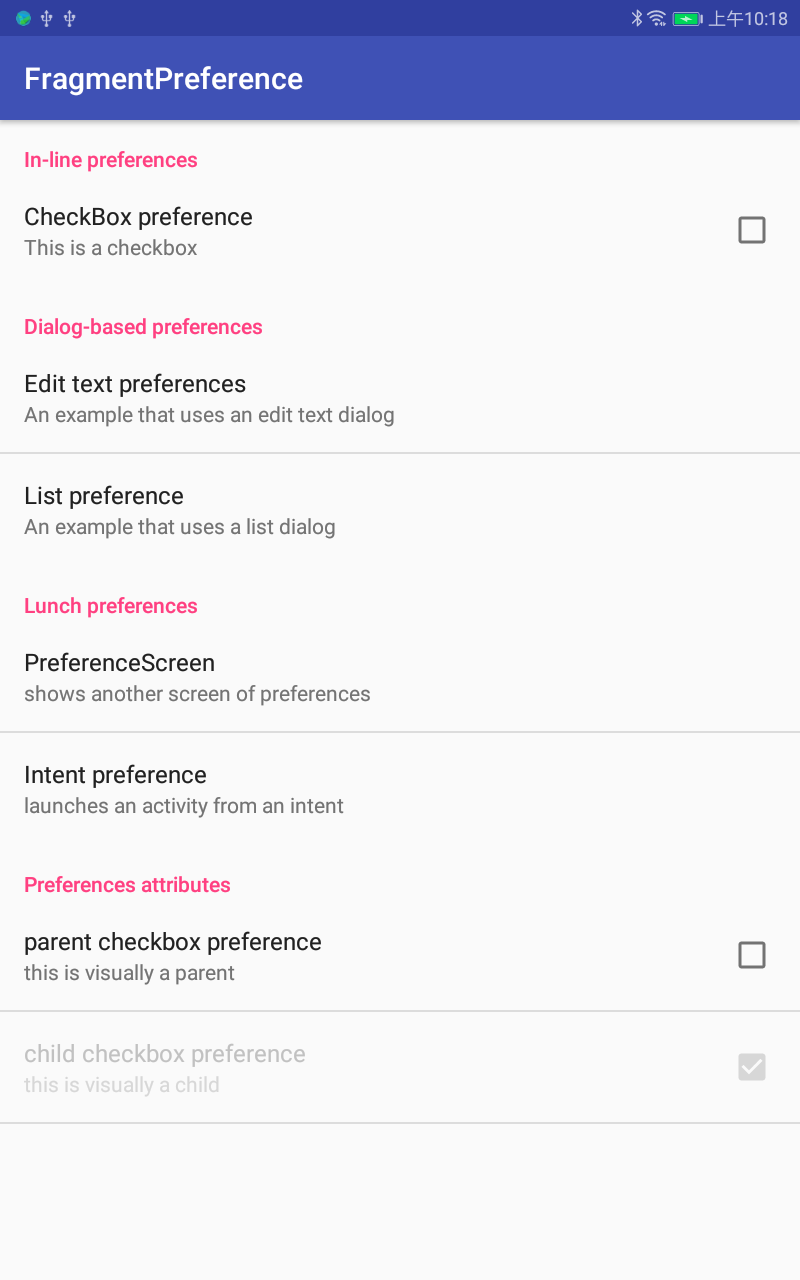 上午10:18
FragmentPreference
In-line preferences
CheckBox preference
This is a checkbox
Dialog-based preferences
Edit text preferences
An example that uses an edit text dialog
List preference
An example that uses a list dialog
Lunch preferences
PreferenceScreen
shows another screen of preferences
Intent preference
launches an activity from an intent
Preferences attributes
parent checkbox preference
this is visually a parent
child checkbox preference
this is visually a child